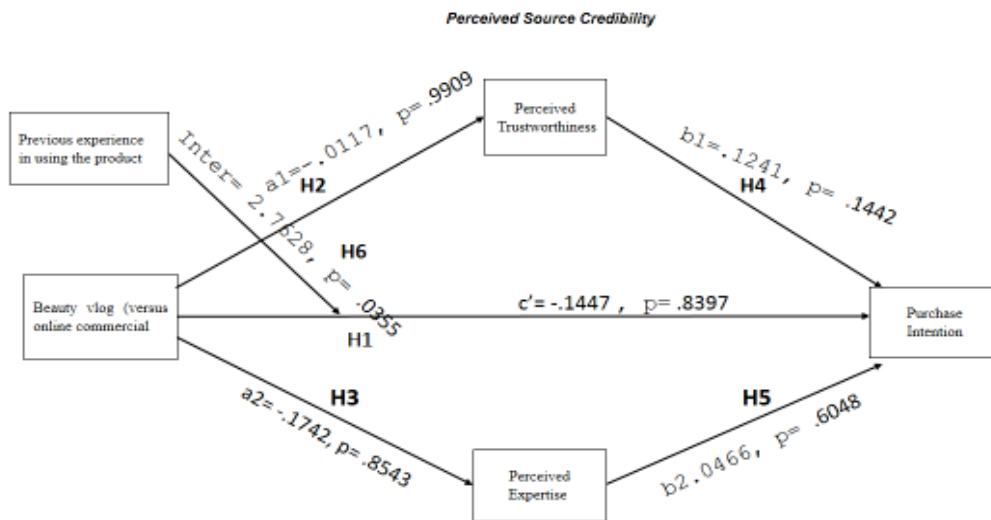 Perceived Source Credibility
Previous experience
in using the product
Inter= 2.7628, p= .0355
a1=-.0117, p= .9909
H2
Perceived
Trustworthiness
b1=.1241, p= .1442
H4
H6
Beauty vlog (versus
online commercial
c'= -.1447 , p= .8397
H1
Purchase
Intention
H3
a2= -.1742, p= .8543
H5
b2.0466, p= .6048
Perceived
Expertise